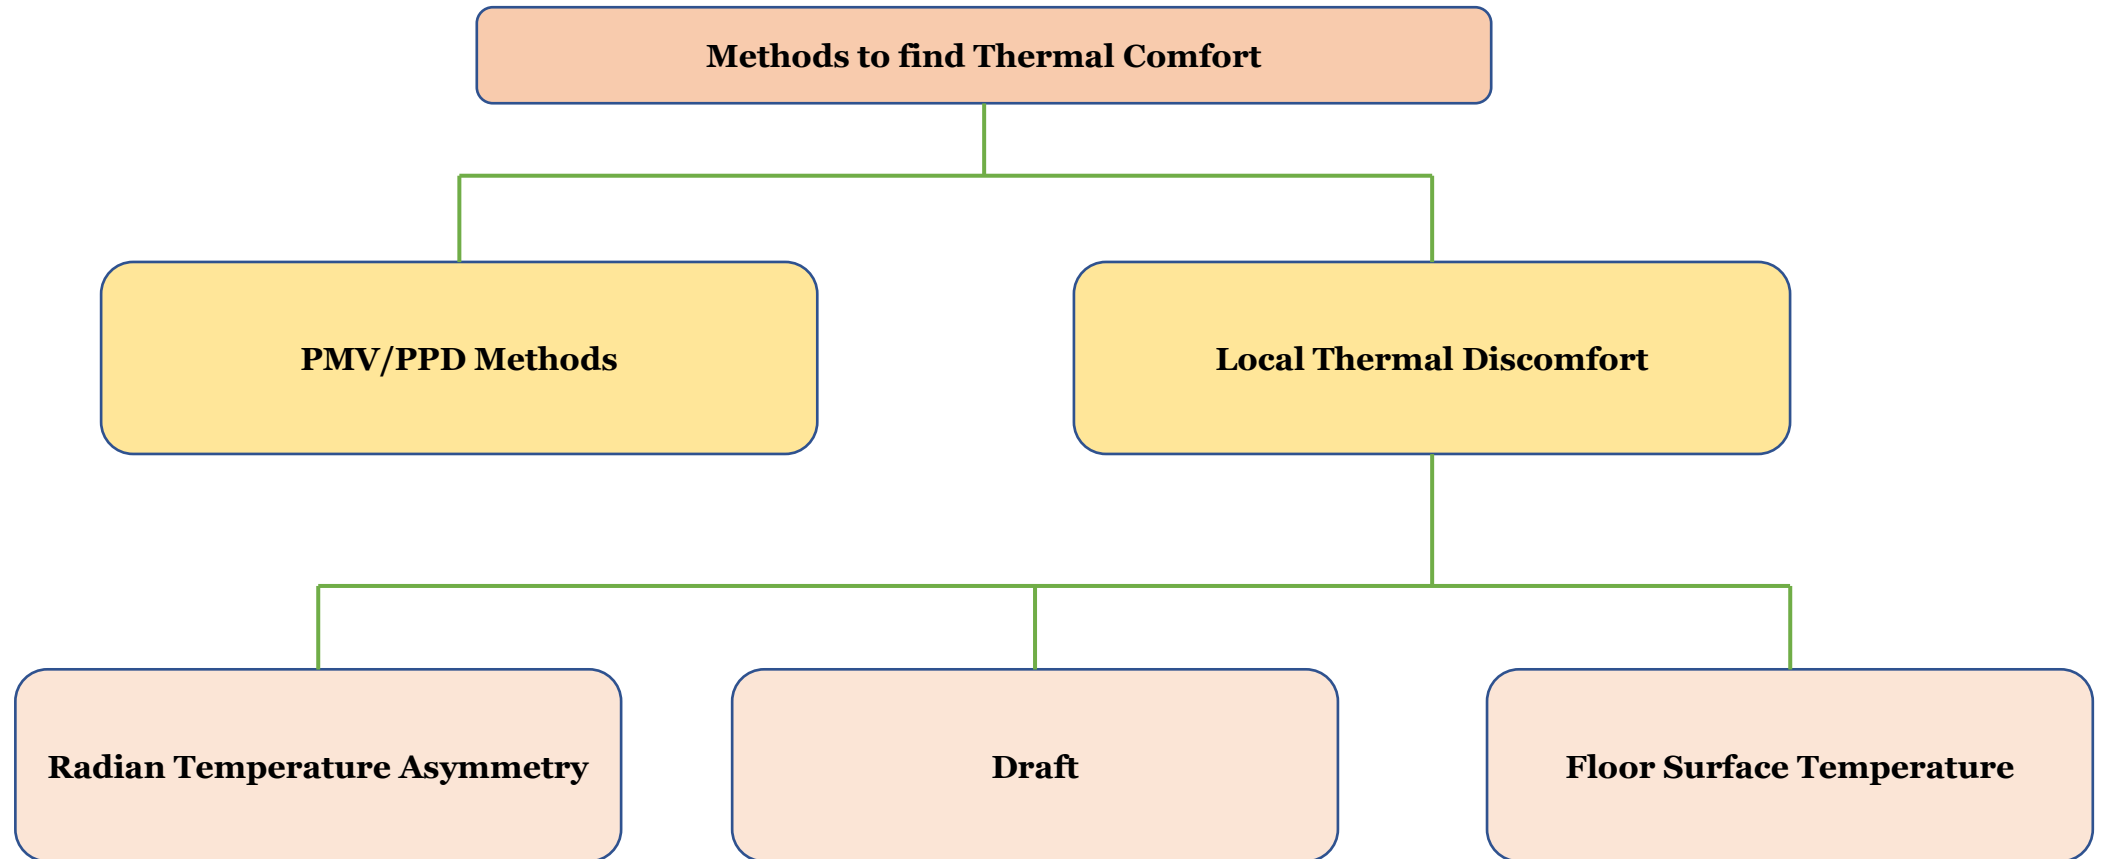 Methods to find Thermal Comfort
PMV/PPD Methods
Local Thermal Discomfort
Radian Temperature Asymmetry
Draft
Floor Surface Temperature